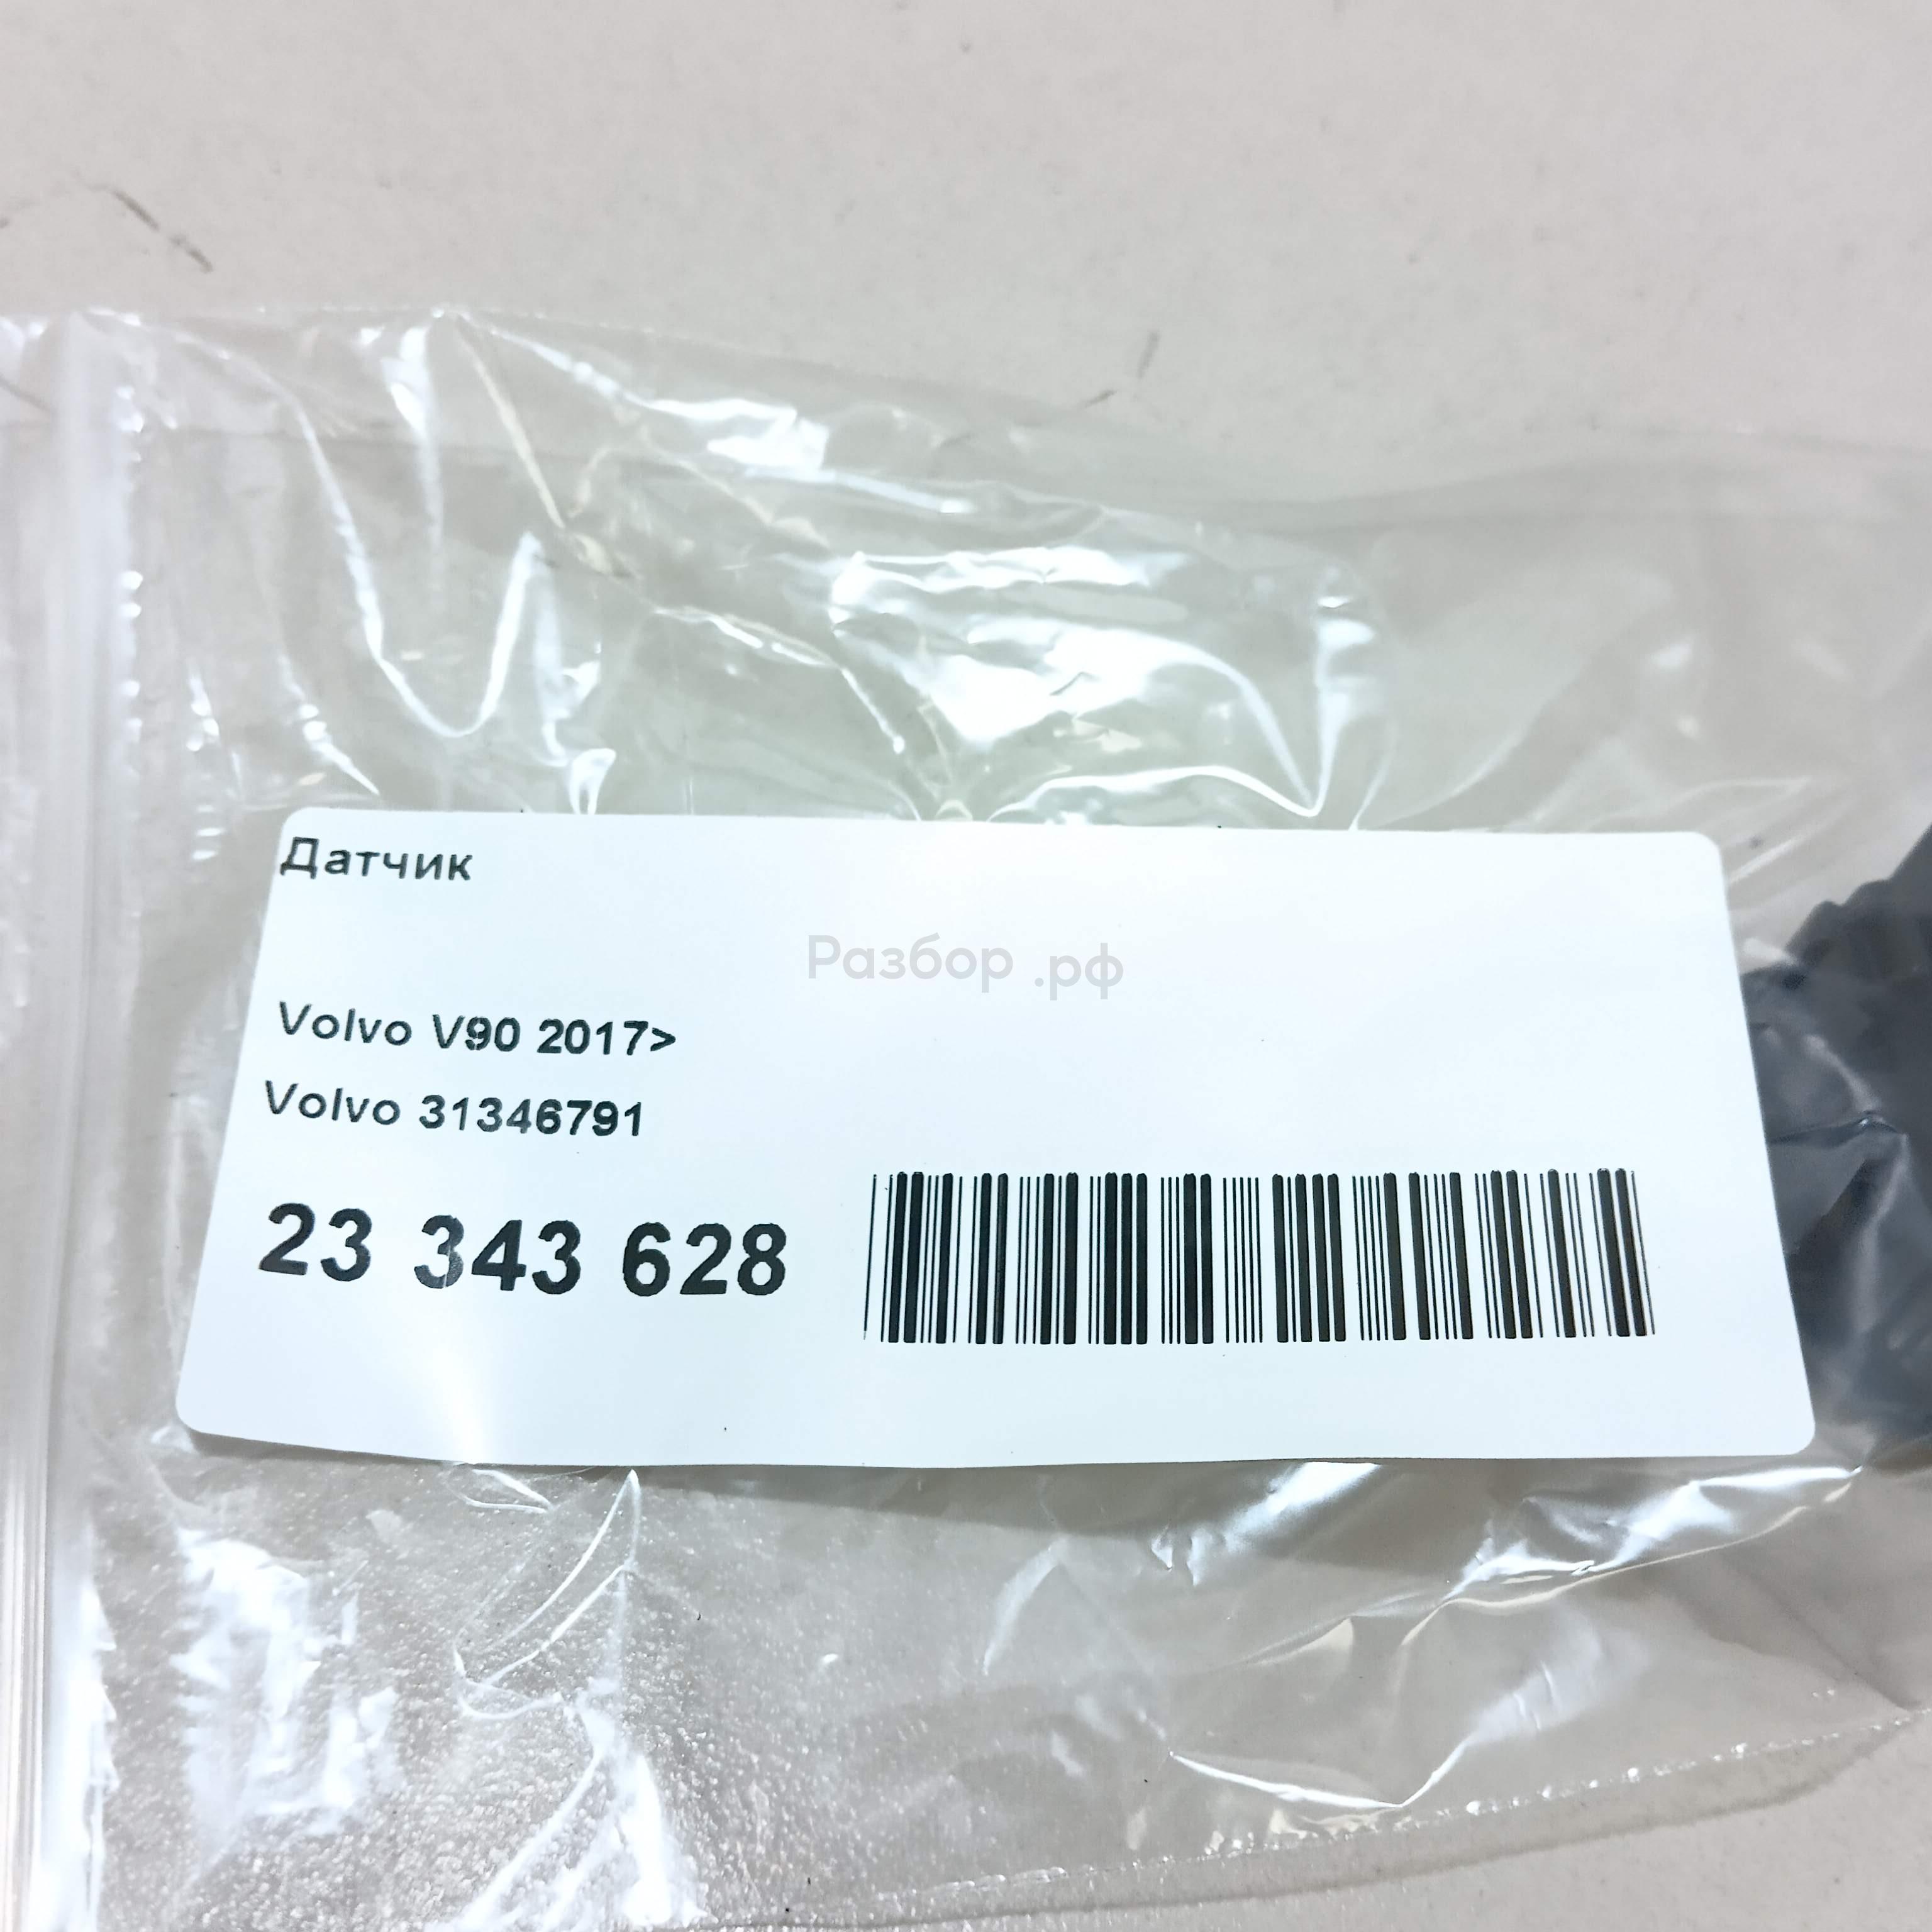 Датчик
Разбор .рф
Volvo V90 2017>
Volvo 31346791
23 343 628